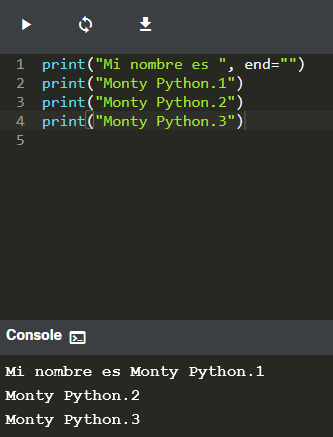 1 print("Mi nombre es ", end="")
2 print("Monty Python.1")
3 print("Monty Python.2")
4 print("Monty Python.3")
5
Console
Mi nombre es Monty Python.1
Monty Python.2
Monty Python.3